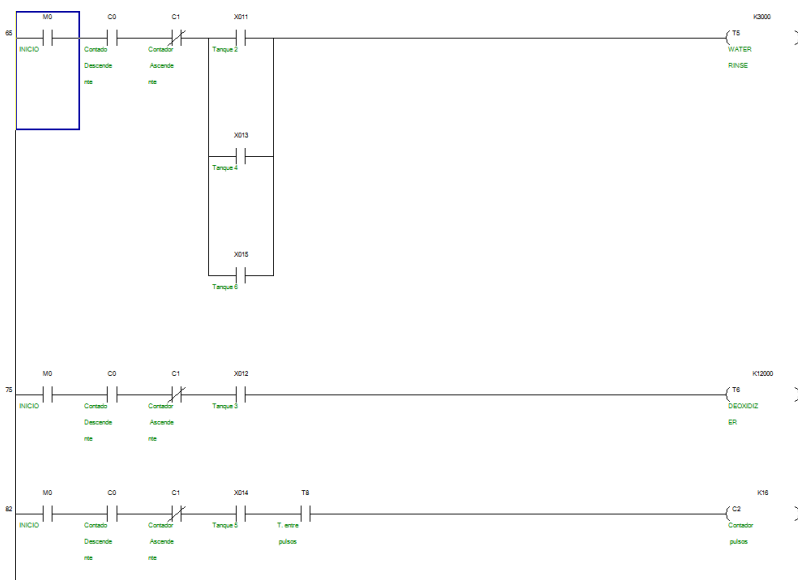 M0 C0 C1 X011 K3000
65 T5
INICIO Contado Contador Tanque 2 WATER
Descende Ascende RINSE
nte nte
X013
Tanque 4
X015
Tanque 6
M0 C0 C1 X012 K12000
75 T6
INICIO Contado Contador Tanque 3 DEOXIDIZ
Descende Ascende ER
nte nte
M0 C0 C1 X014 T8 K16
82 C2
INICIO Contado Contador Tanque 5 T. entre Contador
Descende Ascende pulsos pulsos
nte nte